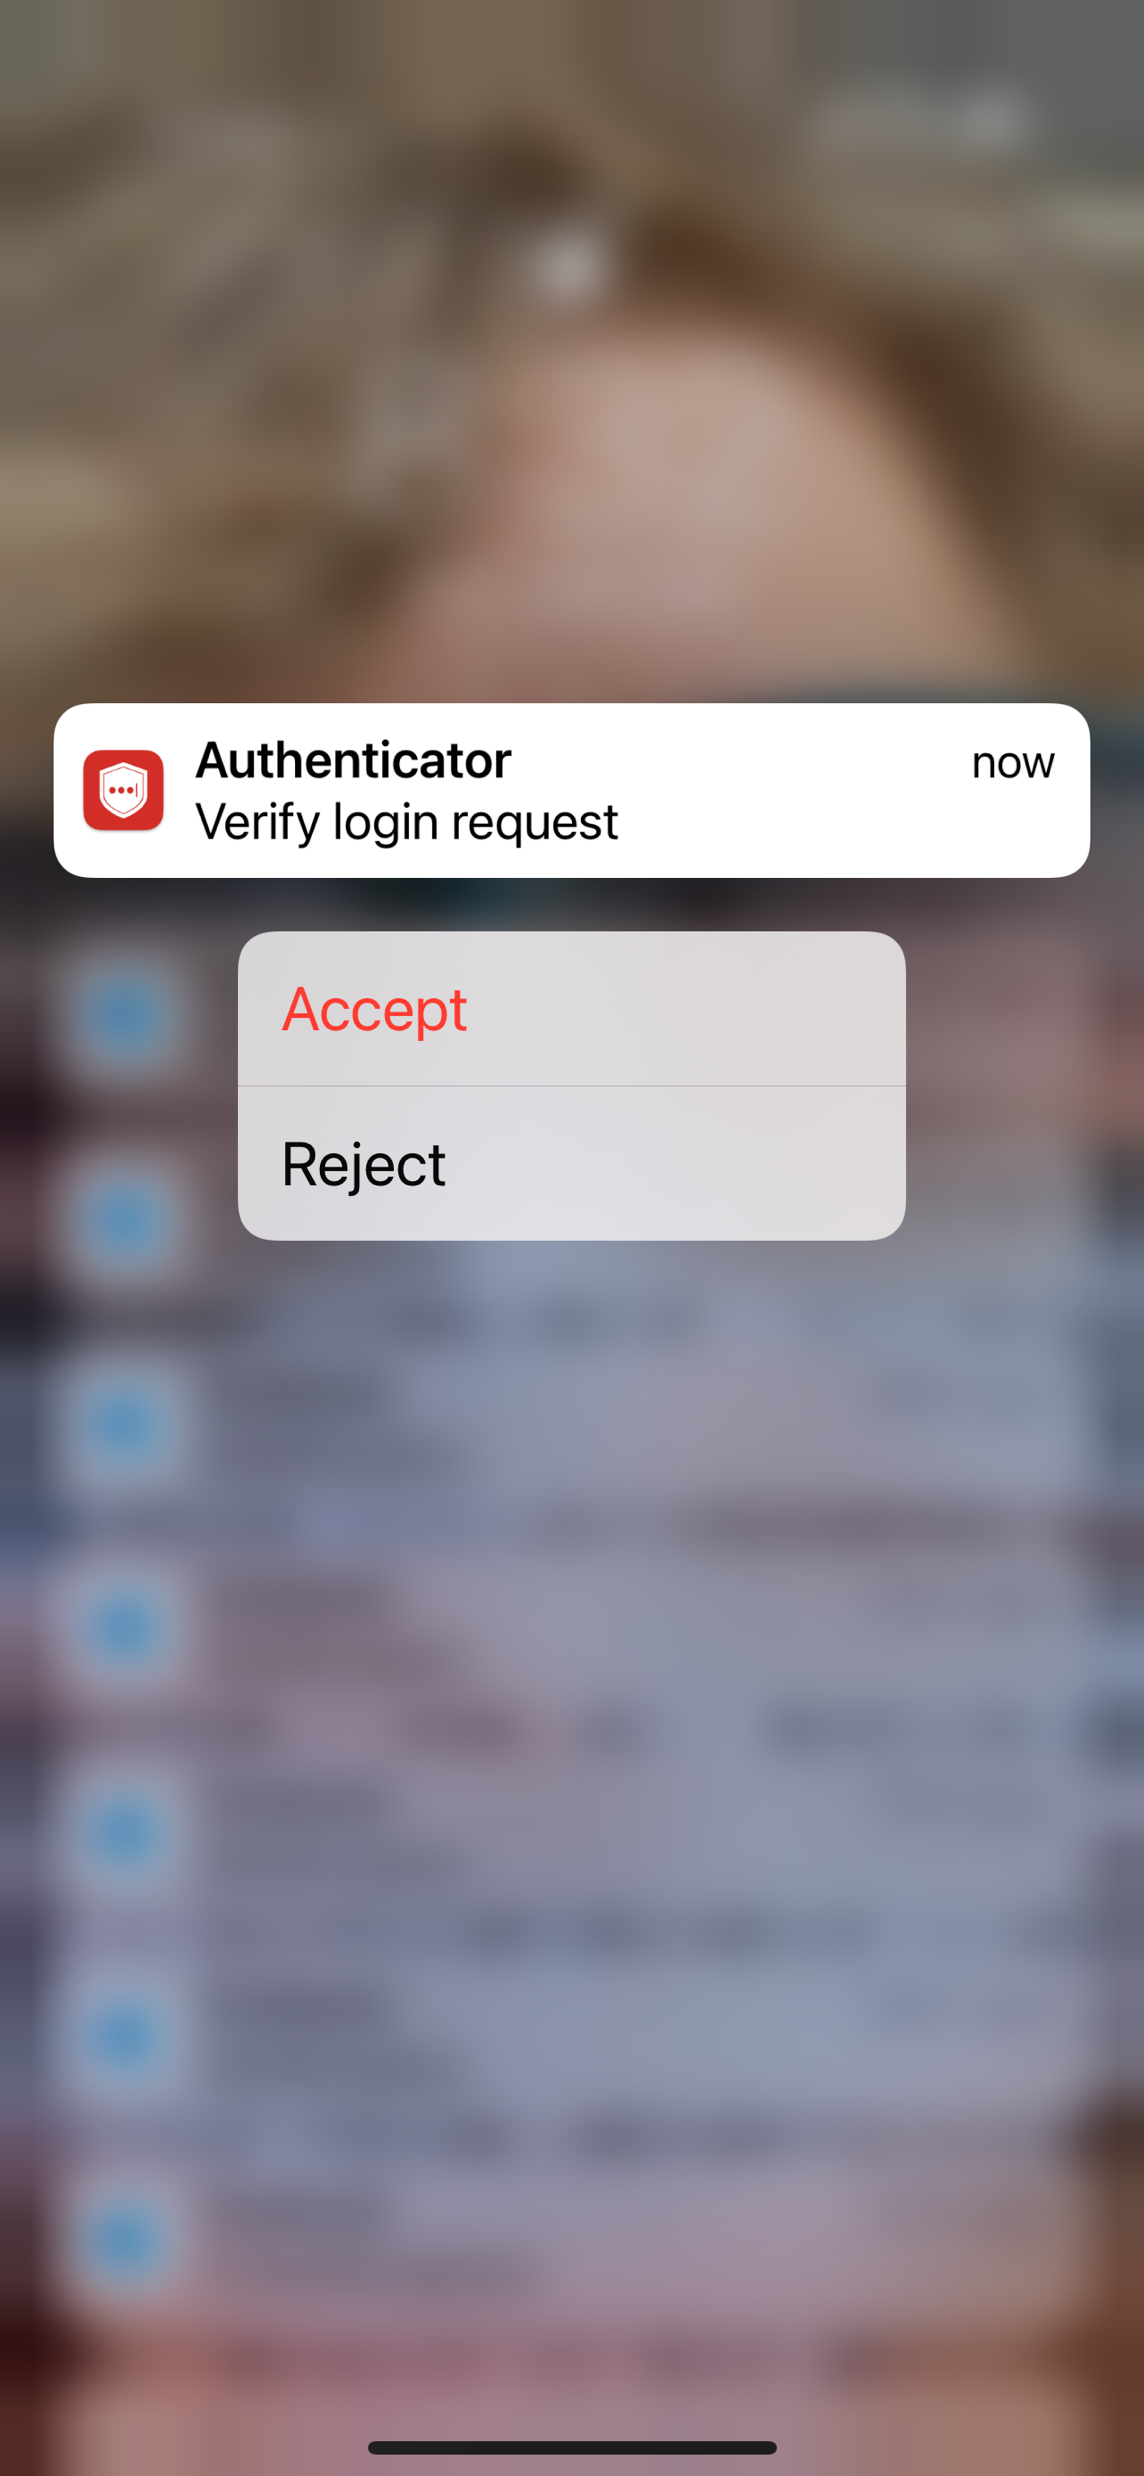 Authenticator
now
Verify login request
Accept
Reject